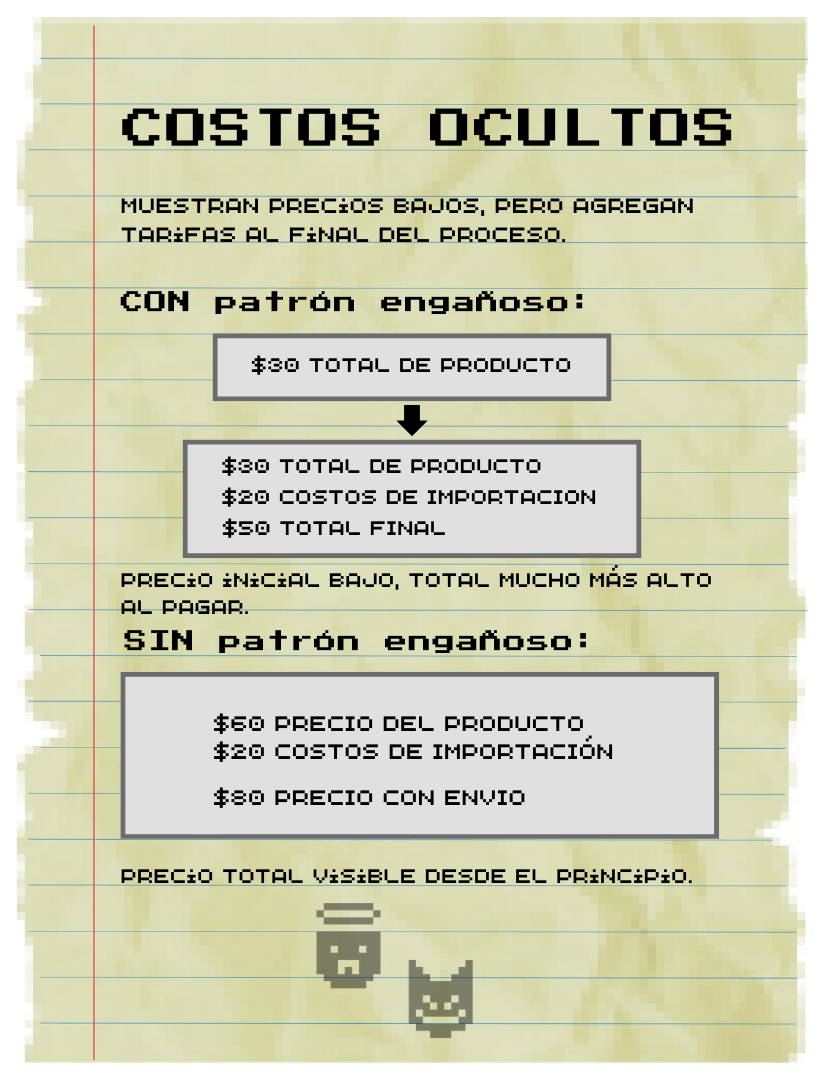 COSTOS OCULTOS
MUESTRAN PRECiOS BAJOS, PERO AGREGAN
TARiFAS AL FiNAL DEL PROCESO.
CON patrón engañoso:
$30 TOTAL DE PRODUCTO
$30 TOTAL DE PRODUCTO
$20 COSTOS DE IMPORTACION
$50 TOTAL FINAL
PRECiO iNiCiAL BAJO, TOTAL MUCHO MÁS ALTO
AL PAGAR.
SIN patrón engañoso:
$60 PRECIO DEL PRODUCTO
$20 COSTOS DE IMPORTACIÓN
$80 PRECIO CON ENVIO
PRECiO TOTAL ViSiBLE DESDE EL PRiNCiPiO.